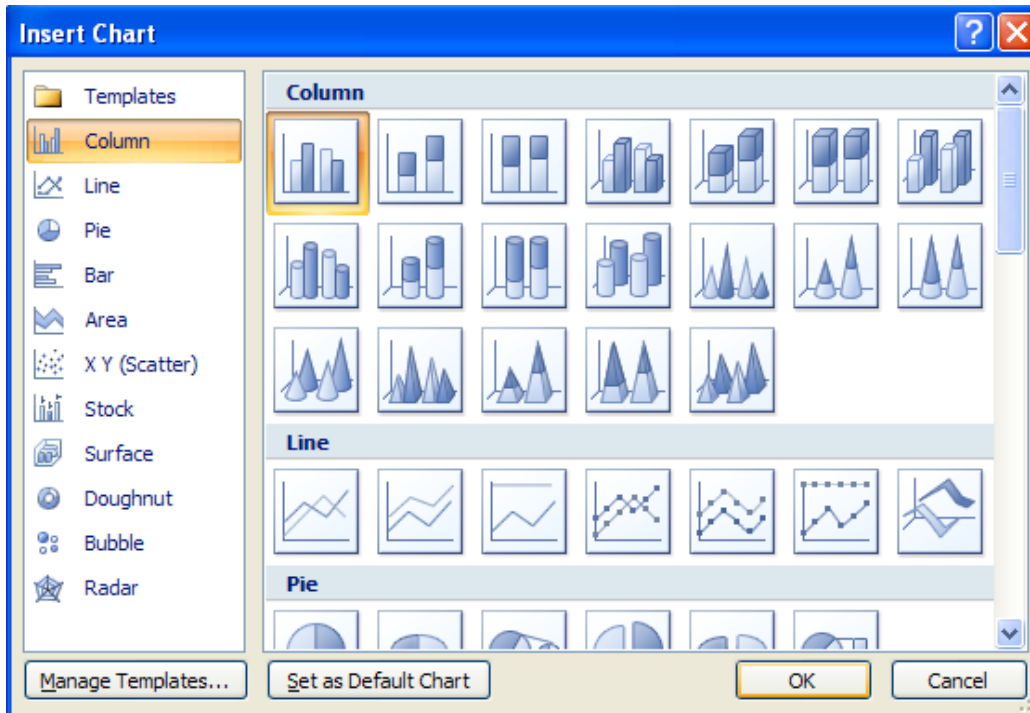 Insert Chart
Templates
Column
Line
Pie
Bar
Area
X Y (Scatter)
Stock
Surface
Doughnut
Bubble
Radar
Column
Line
Pie
Manage Templates...
Set as Default Chart
OK
Cancel